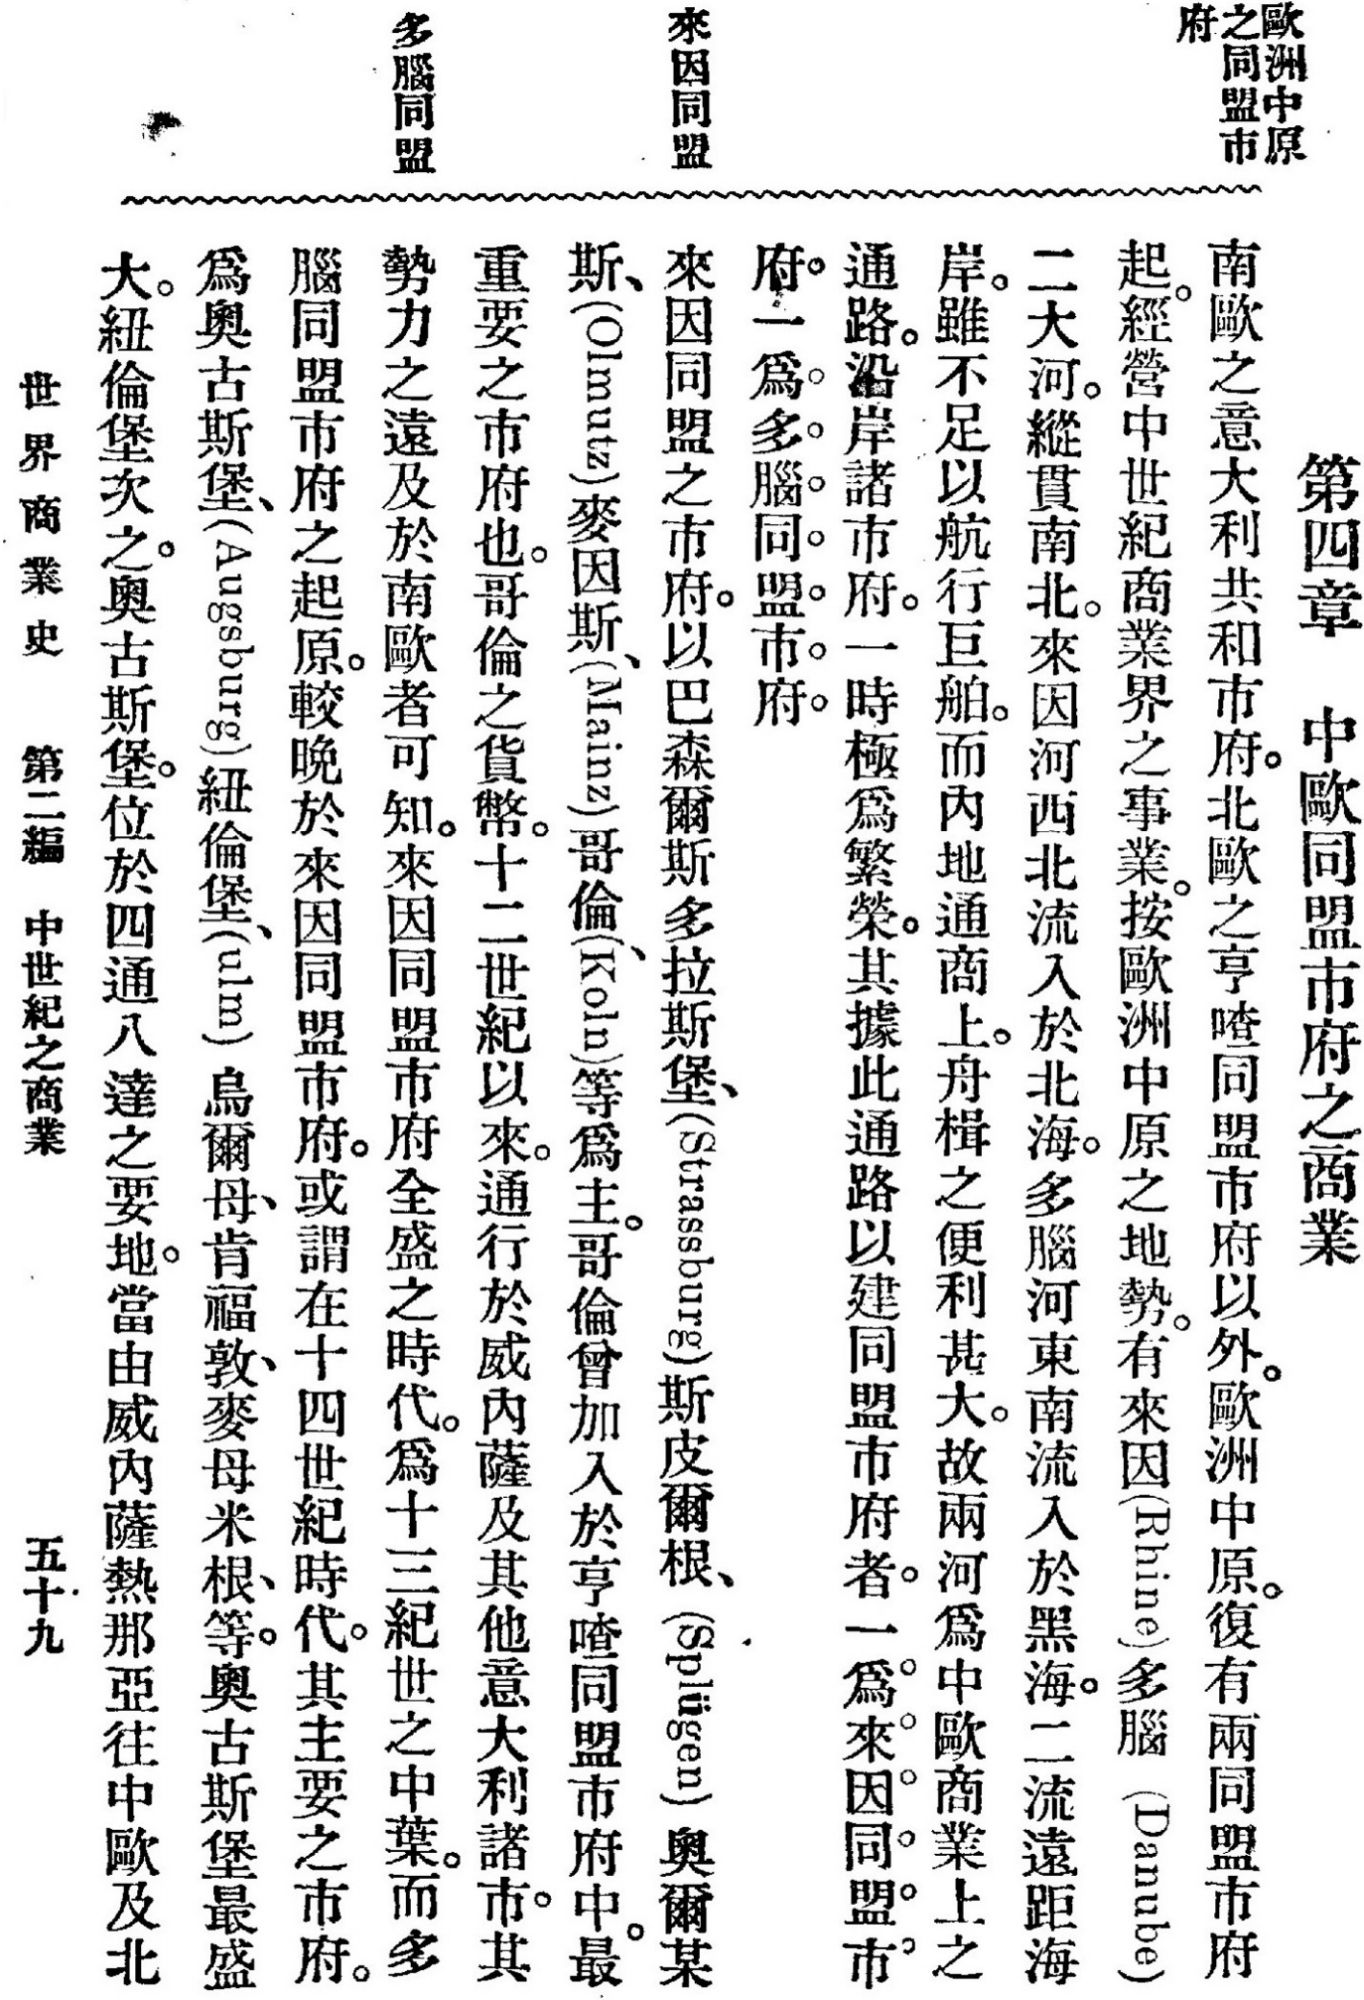 歐洲中原
之同盟市
府
來因同盟
多腦同盟
第四章　中歐同盟市府之商業
南歐之意大利共和市府。北歐之亨喳同盟市府以外。歐洲中原。復有兩同盟市府
起。經營中世紀商業界之事業。按歐洲中原之地勢。有來因(Rhine)多腦(Danube)
二大河。縱貫南北。來因河西北流入於北海。多腦河東南流入於黑海。二流遠距海
岸。雖不足以航行巨舶。而內地通商上。舟楫之便利甚大。故兩河爲中歐商業上之
通路。沿岸諸市府。一時極爲繁榮。其據此通路以建同盟市府者。一爲來因同盟市
府。一爲多腦同盟市府。
來因同盟之市府。以巴森爾斯多拉斯堡、(Strassburg)斯皮爾根、(Splügen)奧爾某
斯、(Olmutz)麥因斯、(Mainz)哥倫、(Koln)等爲主。哥倫曾加入於亨喳同盟市府中。最
重要之市府也。哥倫之貨幣。十二世紀以來。通行於威內薩及其他意大利諸市。其
勢力之遠及於南歐者可知。來因同盟市府全盛之時代。爲十三紀世之中葉。而多
腦同盟市府之起原。較晚於來因同盟市府。或謂在十四世紀時代。其主要之市府。
爲奧古斯堡、(Augsburg)紐倫堡、(ulm)烏爾母、肯福敦、麥母米根、等。奧古斯堡最盛
大。紐倫堡次之。奧古斯堡。位於四通八達之要地。當由威內薩熱那亞往中歐及北
世界商業史　第二編　中世紀之商業　五十九